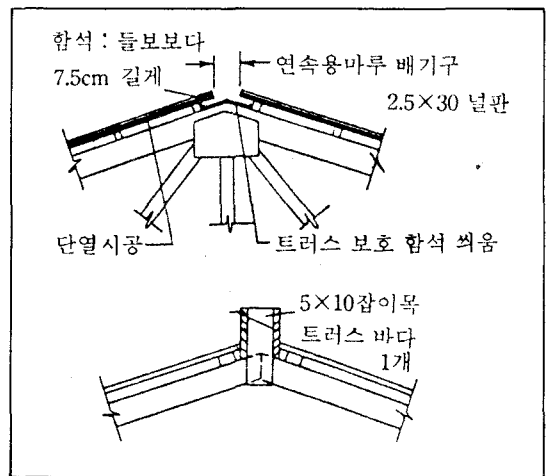 함석 : 들보보다
7.5cm 길게
연속용마루 배기구
2.5×30 널판
단열시공
트러스 보호 함석 씌움
5×10잡이목
트러스 바다
1개